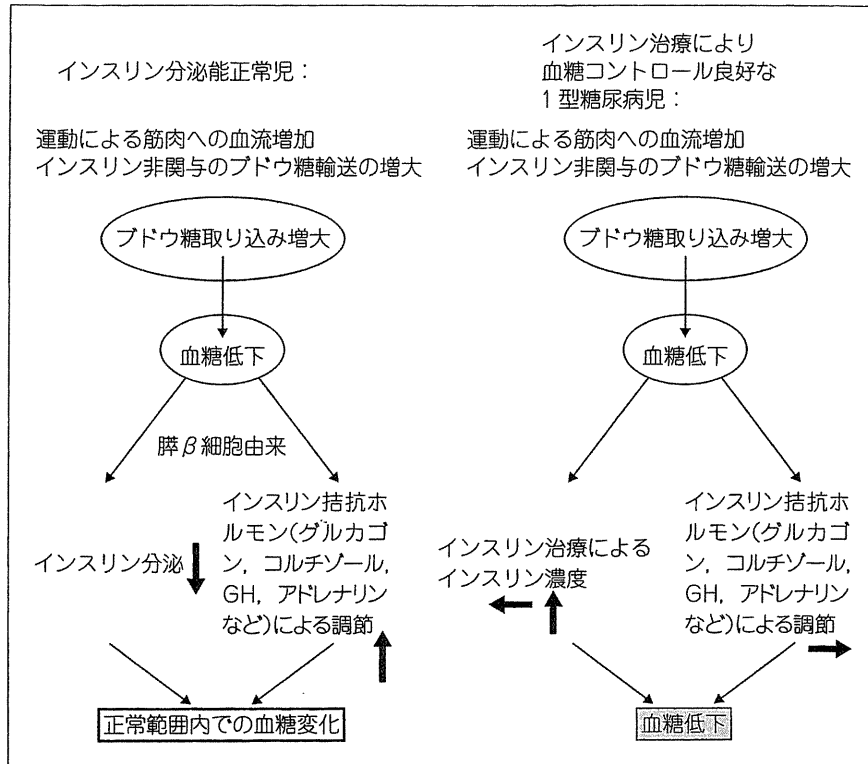 インスリン分泌能正常児：
運動による筋肉への血流増加
インスリン非関与のブドウ糖輸送の増大
ブドウ糖取り込み増大
血糖低下
膵β細胞由来
インスリン分泌
インスリン拮抗ホ
ルモン(グルカゴ
ン，コルチゾール，
GH，アドレナリン
など)による調節
正常範囲内での血糖変化
インスリン治療により
血糖コントロール良好な
1型糖尿病児：
運動による筋肉への血流増加
インスリン非関与のブドウ糖輸送の増大
ブドウ糖取り込み増大
血糖低下
インスリン治療による
インスリン濃度
インスリン拮抗ホ
ルモン(グルカゴ
ン，コルチゾール，
GH，アドレナリン
など)による調節
血糖低下